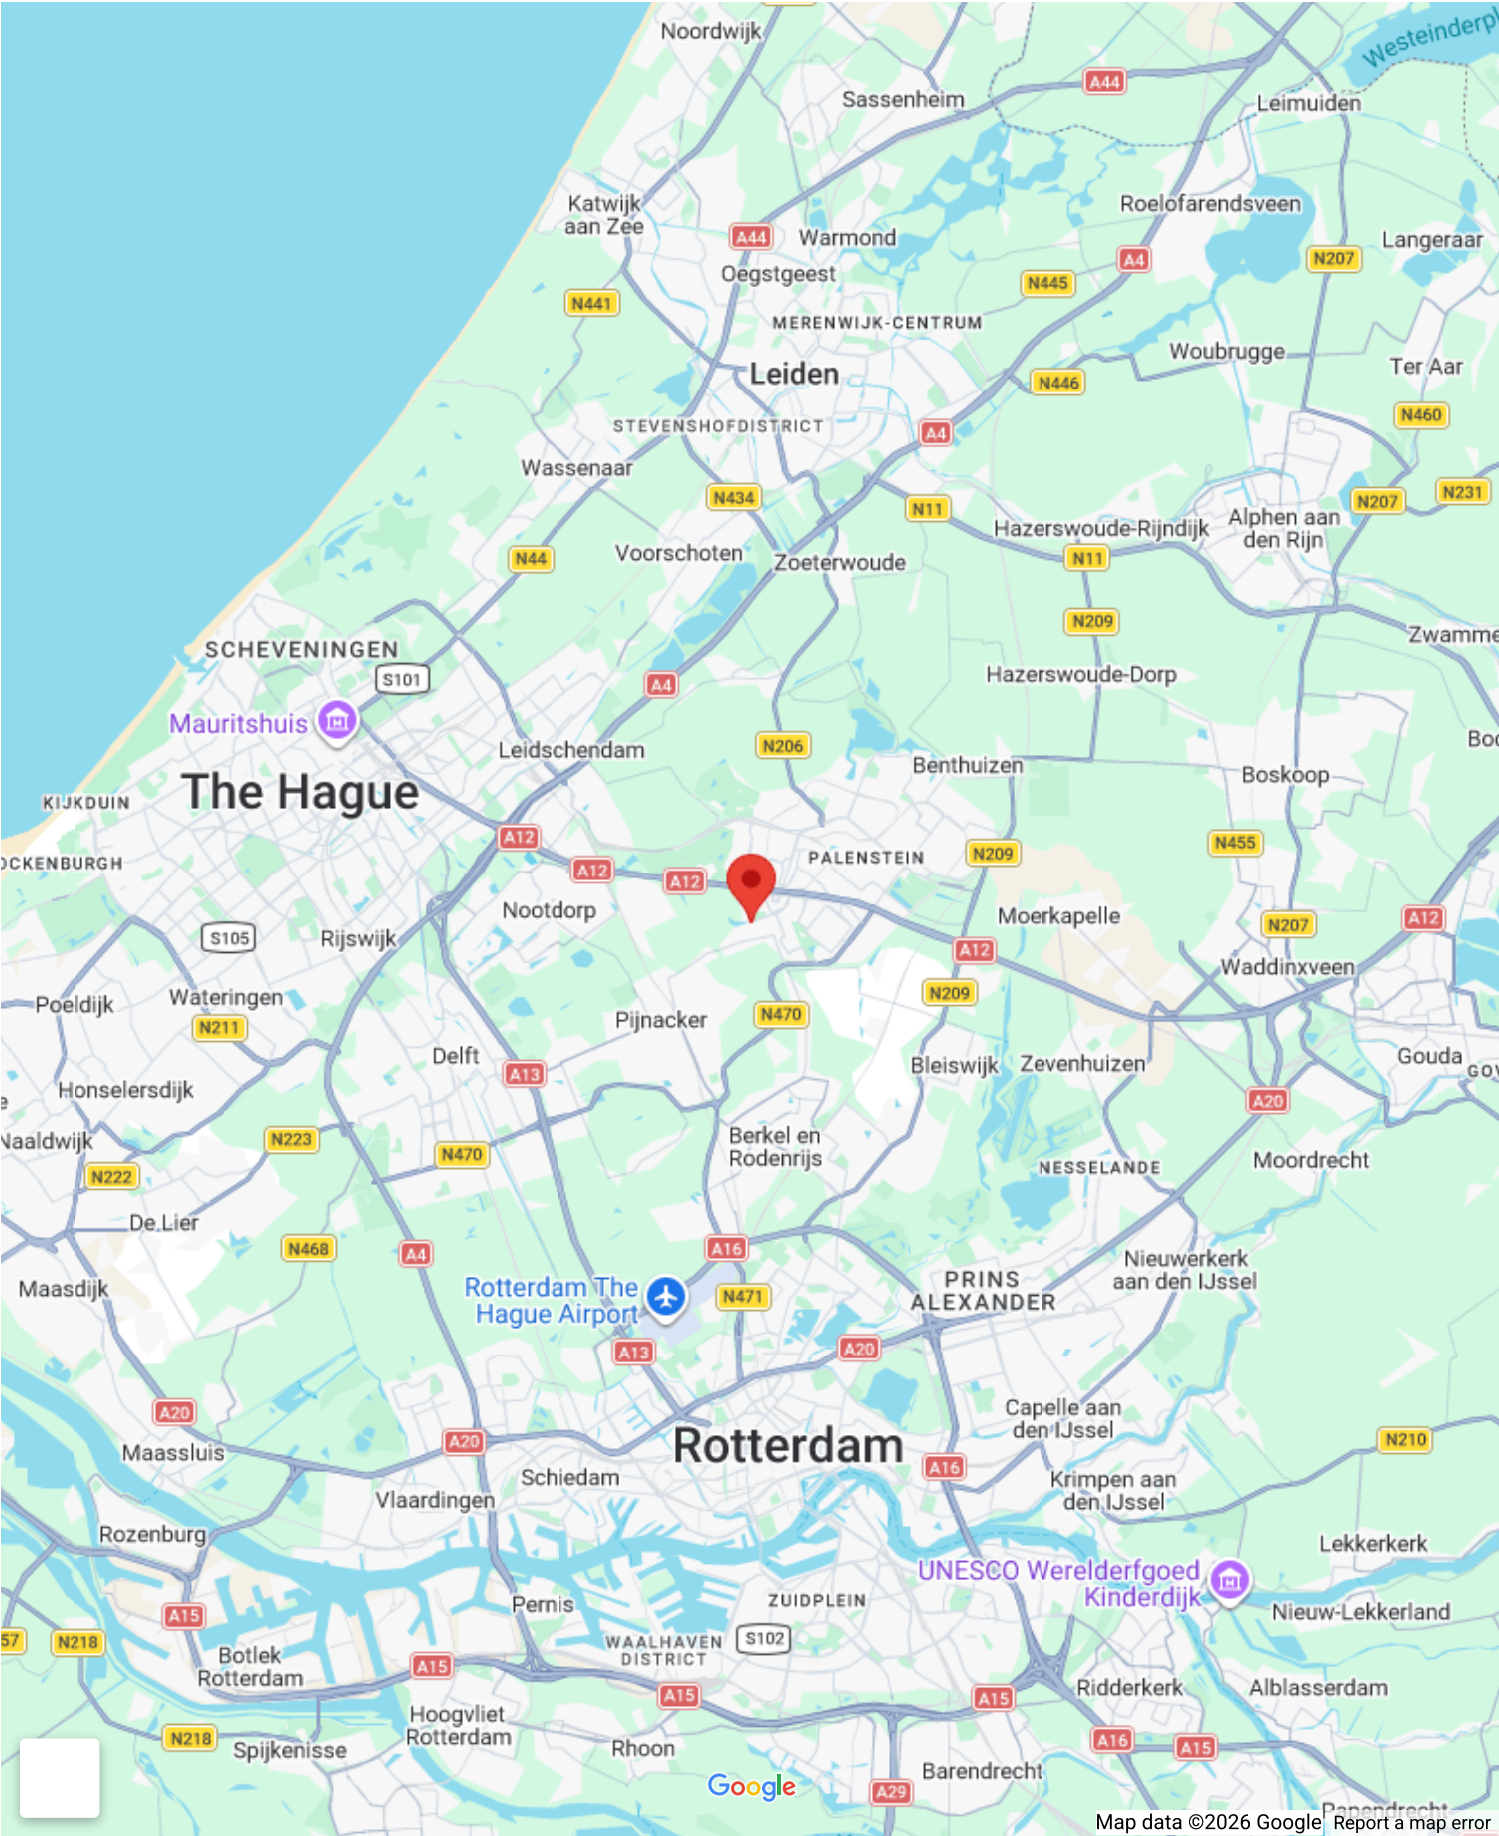 Noordwijk
Westeinderpl
A44
Sassenheim
Leimuiden
Katwijk
aan Zee
Roelofarendsveen
A44
Warmond
Langeraar
A4
N207
Oegstgeest
N445
N441
MERENWIJK-CENTRUM
Woubrugge
Ter Aar
Leiden
N446
N460
STEVENSHOFDISTRICT
A4
Wassenaar
N434
N207
N231
N11
Alphen aan
den Rijn
Hazerswoude-Rijndijk
N44
Voorschoten
Zoeterwoude
N11
N209
Zwamme
SCHEVENINGEN
S101
A4
Hazerswoude-Dorp
Mauritshuis
Leidschendam
N206
Boo
Benthuizen
Boskoop
The Hague
KIJKDUIN
A12
N455
OCKENBURGH
A12
A12
PALENSTEIN
N209
Nootdorp
Moerkapelle
A12
N207
S105
Rijswijk
A12
Waddinxveen
Poeldijk
Wateringen
N209
N211
Pijnacker
N470
Delft
Bleiswijk
Zevenhuizen
Gouda
GOV
A13
Honselersdijk
e
A20
Naaldwijk
N223
Berkel en
Rodenrijs
N470
N222
NESSELANDE
Moordrecht
De Lier
N468
A4
A16
Nieuwerkerk
aan den IJssel
Maasdijk
Rotterdam The
Hague Airport
N471
PRINS
ALEXANDER
A13
A20
A20
Capelle aan
den IJssel
Maassluis
A20
Rotterdam
N210
A16
Schiedam
Krimpen aan
den IJssel
Vlaardingen
Rozenburg
Lekkerkerk
UNESCO Werelderfgoed
Kinderdijk
Pernis
ZUIDPLEIN
A15
Nieuw-Lekkerland
57
N218
WAALHAVEN
DISTRICT
S102
Botlek
Rotterdam
A15
A15
A15
Ridderkerk
Alblasserdam
Hoogvliet
Rotterdam
N218
Spijkenisse
Rhoon
A16
A15
Barendrecht
Google
A29
Papendrecht
Map data ©2026 Google
Report a map error